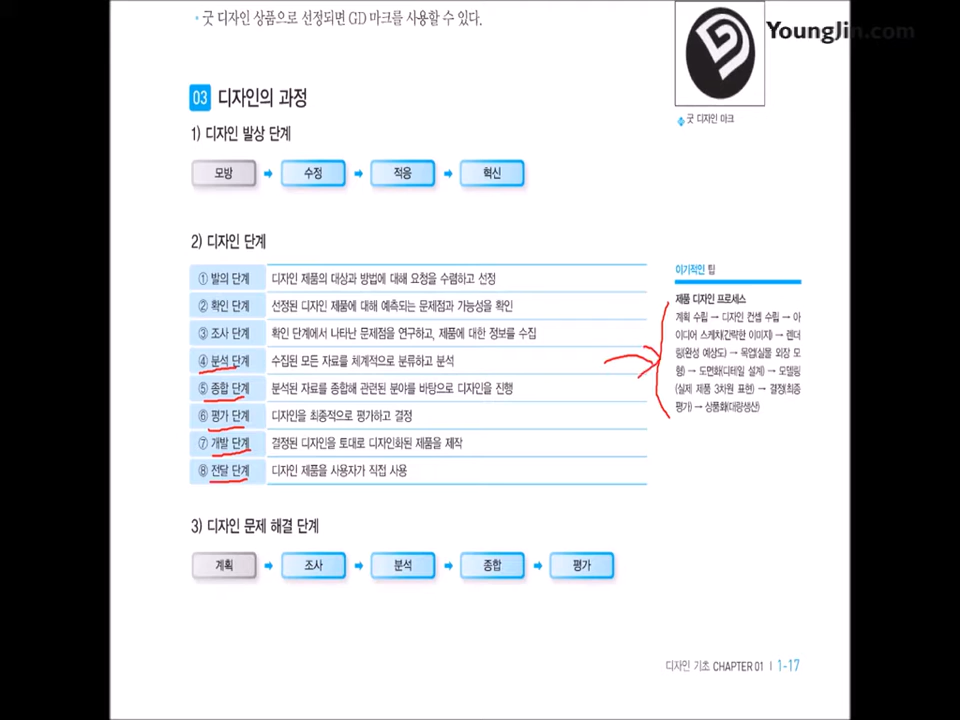 • 굿 디자인 상품으로 선정되면 GD 마크를 사용할 수 있다.
YoungJin.com
굿 디자인 마크
03 디자인의 과정
1) 디자인 발상 단계
모방 수정 적응 혁신
2) 디자인 단계
① 발의 단계 디자인 제품의 대상과 방법에 대해 요청을 수렴하고 선정
② 확인 단계 선정된 디자인 제품에 대해 예측되는 문제점과 가능성을 확인
③ 조사 단계 확인 단계에서 나타난 문제점을 연구하고, 제품에 대한 정보를 수집
④ 분석 단계 수집된 모든 자료를 체계적으로 분류하고 분석
⑤ 종합 단계 분석된 자료를 종합해 관련된 분야를 바탕으로 디자인을 진행
⑥ 평가 단계 디자인을 최종적으로 평가하고 결정
⑦ 개발 단계 결정된 디자인을 토대로 디자인화된 제품을 제작
⑧ 전달 단계 디자인 제품을 사용자가 직접 사용
이기적인 팁
제품 디자인 프로세스
계획 수립 → 디자인 컨셉 수립 → 아
이디어 스케치(간략한 이미지) → 렌더
링(완성 예상도) → 목업(실물 외장 모
형) → 도면화(디테일 설계) → 모델링
(실제 제품 3차원 표현) → 결정(최종
평가) → 상품화(대량생산)
3) 디자인 문제 해결 단계
계획 조사 분석 종합 평가
디자인 기초 CHAPTER 01 | 1-17